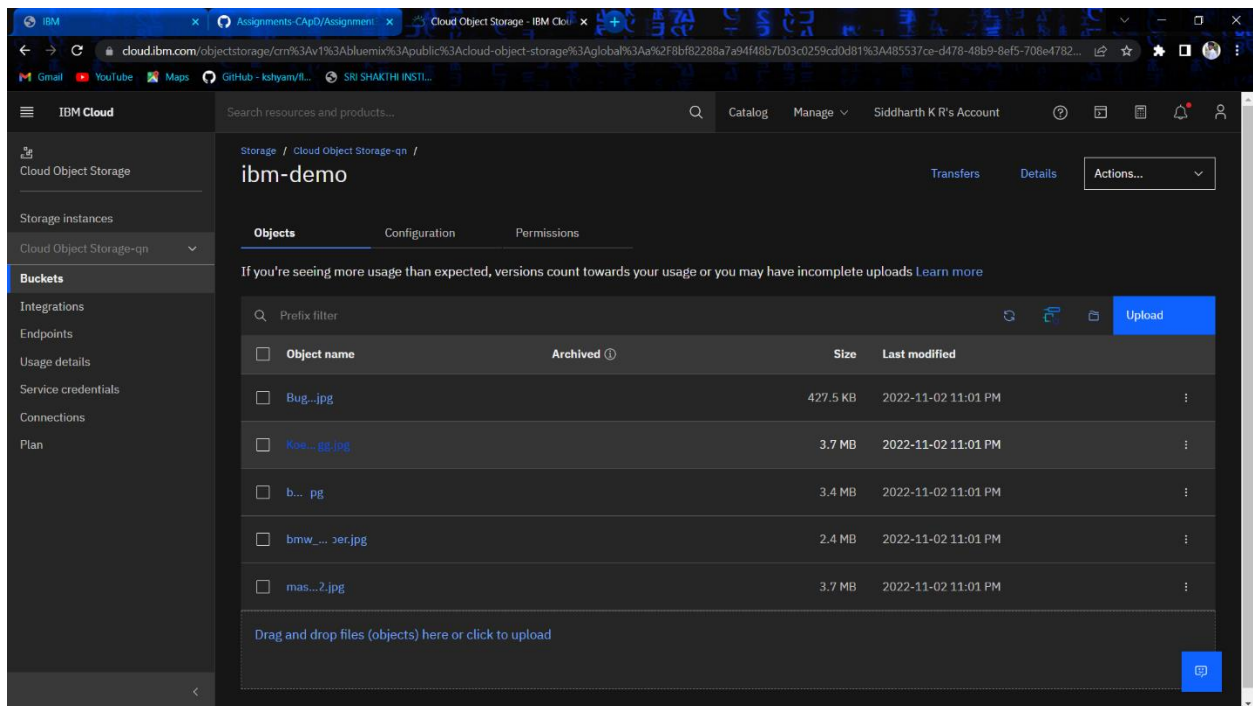 IBM
Assignments-CApD/Assignment
Cloud Object Storage - IBM Clou
cloud.ibm.com/objectstorage/crn%3Av1%3Abluemix%3Apublic%3Acloud-object-storage%3Aglobal%3Aa%2F8bf82288a7a94f48b7b03c0259cd0d81%3A485537ce-d478-48b9-8ef5-708e4782...
Gmail YouTube Maps GitHub - kshyam/fl... SRI SHAKTHI INSTI...
IBM Cloud
Search resources and products...
Catalog Manage Siddharth K R's Account
Cloud Object Storage
Storage instances
Cloud Object Storage-qn
Buckets
Integrations
Endpoints
Usage details
Service credentials
Connections
Plan
Storage / Cloud Object Storage-qn /
ibm-demo
Transfers Details Actions...
Objects Configuration Permissions
If you're seeing more usage than expected, versions count towards your usage or you may have incomplete uploads Learn more
Prefix filter
Upload
Object name Archived Size Last modified
Bug...jpg 427.5 KB 2022-11-02 11:01 PM
Koe... gg.jpg 3.7 MB 2022-11-02 11:01 PM
b... pg 3.4 MB 2022-11-02 11:01 PM
bmw_... per.jpg 2.4 MB 2022-11-02 11:01 PM
mas...2.jpg 3.7 MB 2022-11-02 11:01 PM
Drag and drop files (objects) here or click to upload